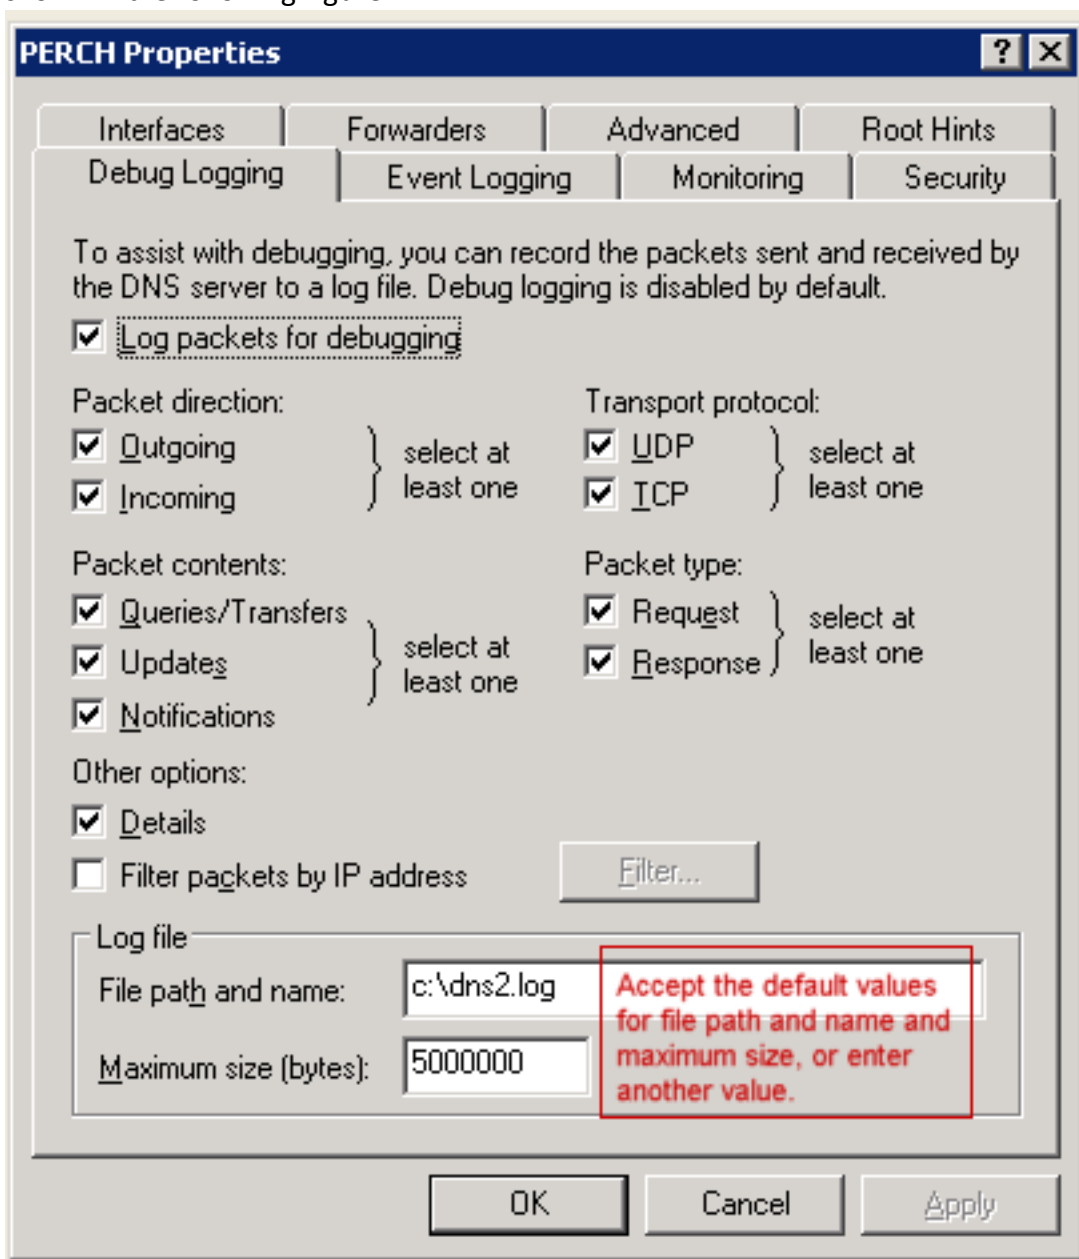 PERCH Properties
Interfaces Forwarders Advanced Root Hints
Debug Logging Event Logging Monitoring Security
To assist with debugging, you can record the packets sent and received by
the DNS server to a log file. Debug logging is disabled by default.
Log packets for debugging
Packet direction:
Outgoing
Incoming
select at
least one
Transport protocol:
UDP
TCP
select at
least one
Packet contents:
Queries/Transfers
Updates
Notifications
select at
least one
Packet type:
Request
Response
select at
least one
Other options:
Details
Filter packets by IP address
Filter...
Log file
File path and name:
c:\dns2.log
Maximum size (bytes):
5000000
Accept the default values
for file path and name and
maximum size, or enter
another value.
OK Cancel Apply